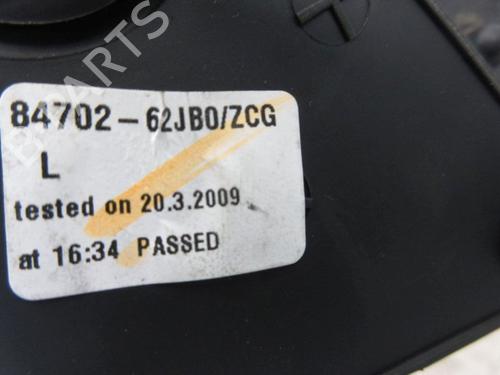 84702-62JB0/ZCG
L
tested on 20.3.2009
at 16:34 PASSED